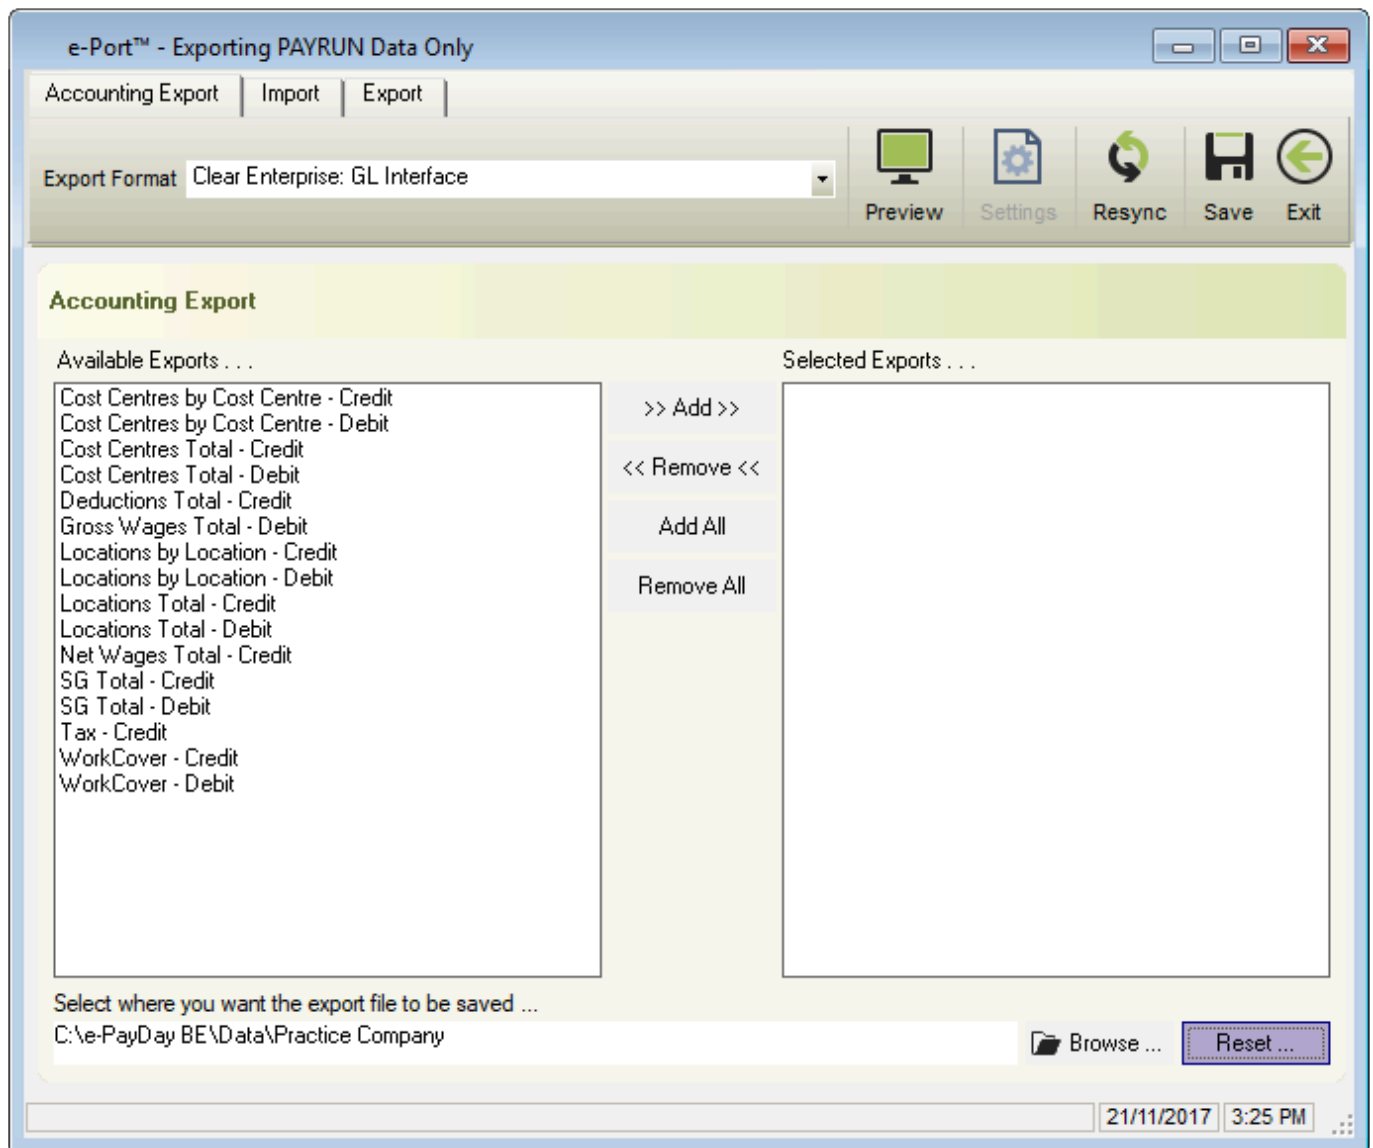 e-Port™ - Exporting PAYRUN Data Only
Accounting Export
Import
Export
Export Format
Clear Enterprise: GL Interface
Preview
Settings
Resync
Save
Exit
Accounting Export
Available Exports . . .
Selected Exports . . .
Cost Centres by Cost Centre - Credit
Cost Centres by Cost Centre - Debit
Cost Centres Total - Credit
Cost Centres Total - Debit
Deductions Total - Credit
Gross Wages Total - Debit
Locations by Location - Credit
Locations by Location - Debit
Locations Total - Credit
Locations Total - Debit
Net Wages Total - Credit
SG Total - Credit
SG Total - Debit
Tax - Credit
WorkCover - Credit
WorkCover - Debit
>> Add >>
<< Remove <<
Add All
Remove All
Select where you want the export file to be saved ...
C:\e-PayDay BE\Data\Practice Company
Browse ...
Reset ...
21/11/2017
3:25 PM